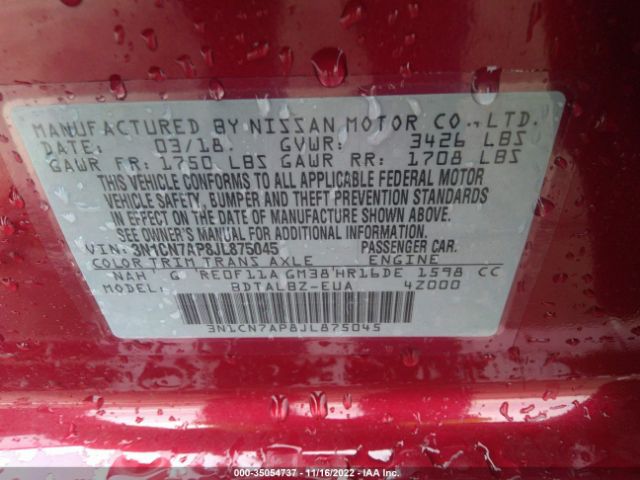 MANUFACTURED BY NISSAN MOTOR CO., LTD.
DATE: 03/18 GVWR: 3426 LBS
GAWR FR: 1750 LBS GAWR RR: 1708 LBS
THIS VEHICLE CONFORMS TO ALL APPLICABLE FEDERAL MOTOR
VEHICLE SAFETY, BUMPER AND THEFT PREVENTION STANDARDS
IN EFFECT ON THE DATE OF MANUFACTURE SHOWN ABOVE.
SEE OWNER'S MANUAL FOR ADDITIONAL INFORMATION.
VIN: 3N1CN7AP8JL875045 PASSENGER CAR.
COLOR TRIM TRANS AXLE ENGINE
NAH G RE0F11A GM38 HR16DE 1598 CC
BDTALBZ-EUA 4Z000
3N1CN7AP8JL875045
000-35054737 - 11/16/2022 - IAA Inc.